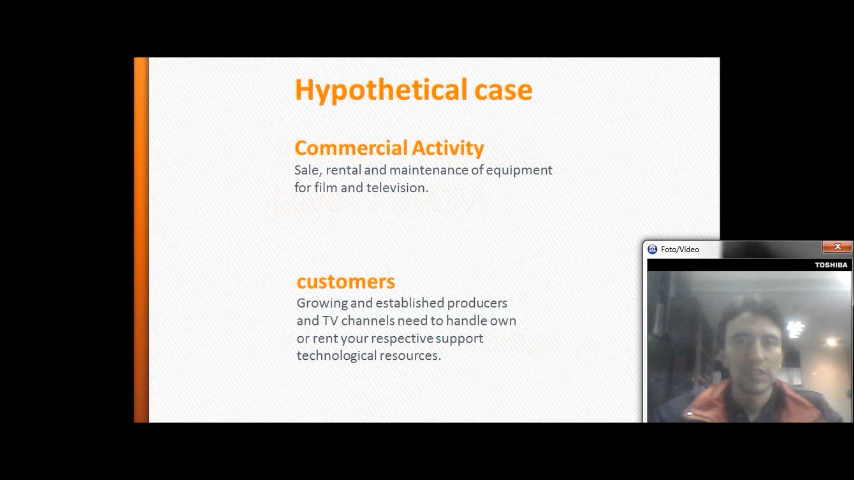 Hypothetical case
Commercial Activity
Sale, rental and maintenance of equipment
for film and television.
customers
Growing and established producers
and TV channels need to handle own
or rent your respective support
technological resources.
Foto/Vídeo
TOSHIBA